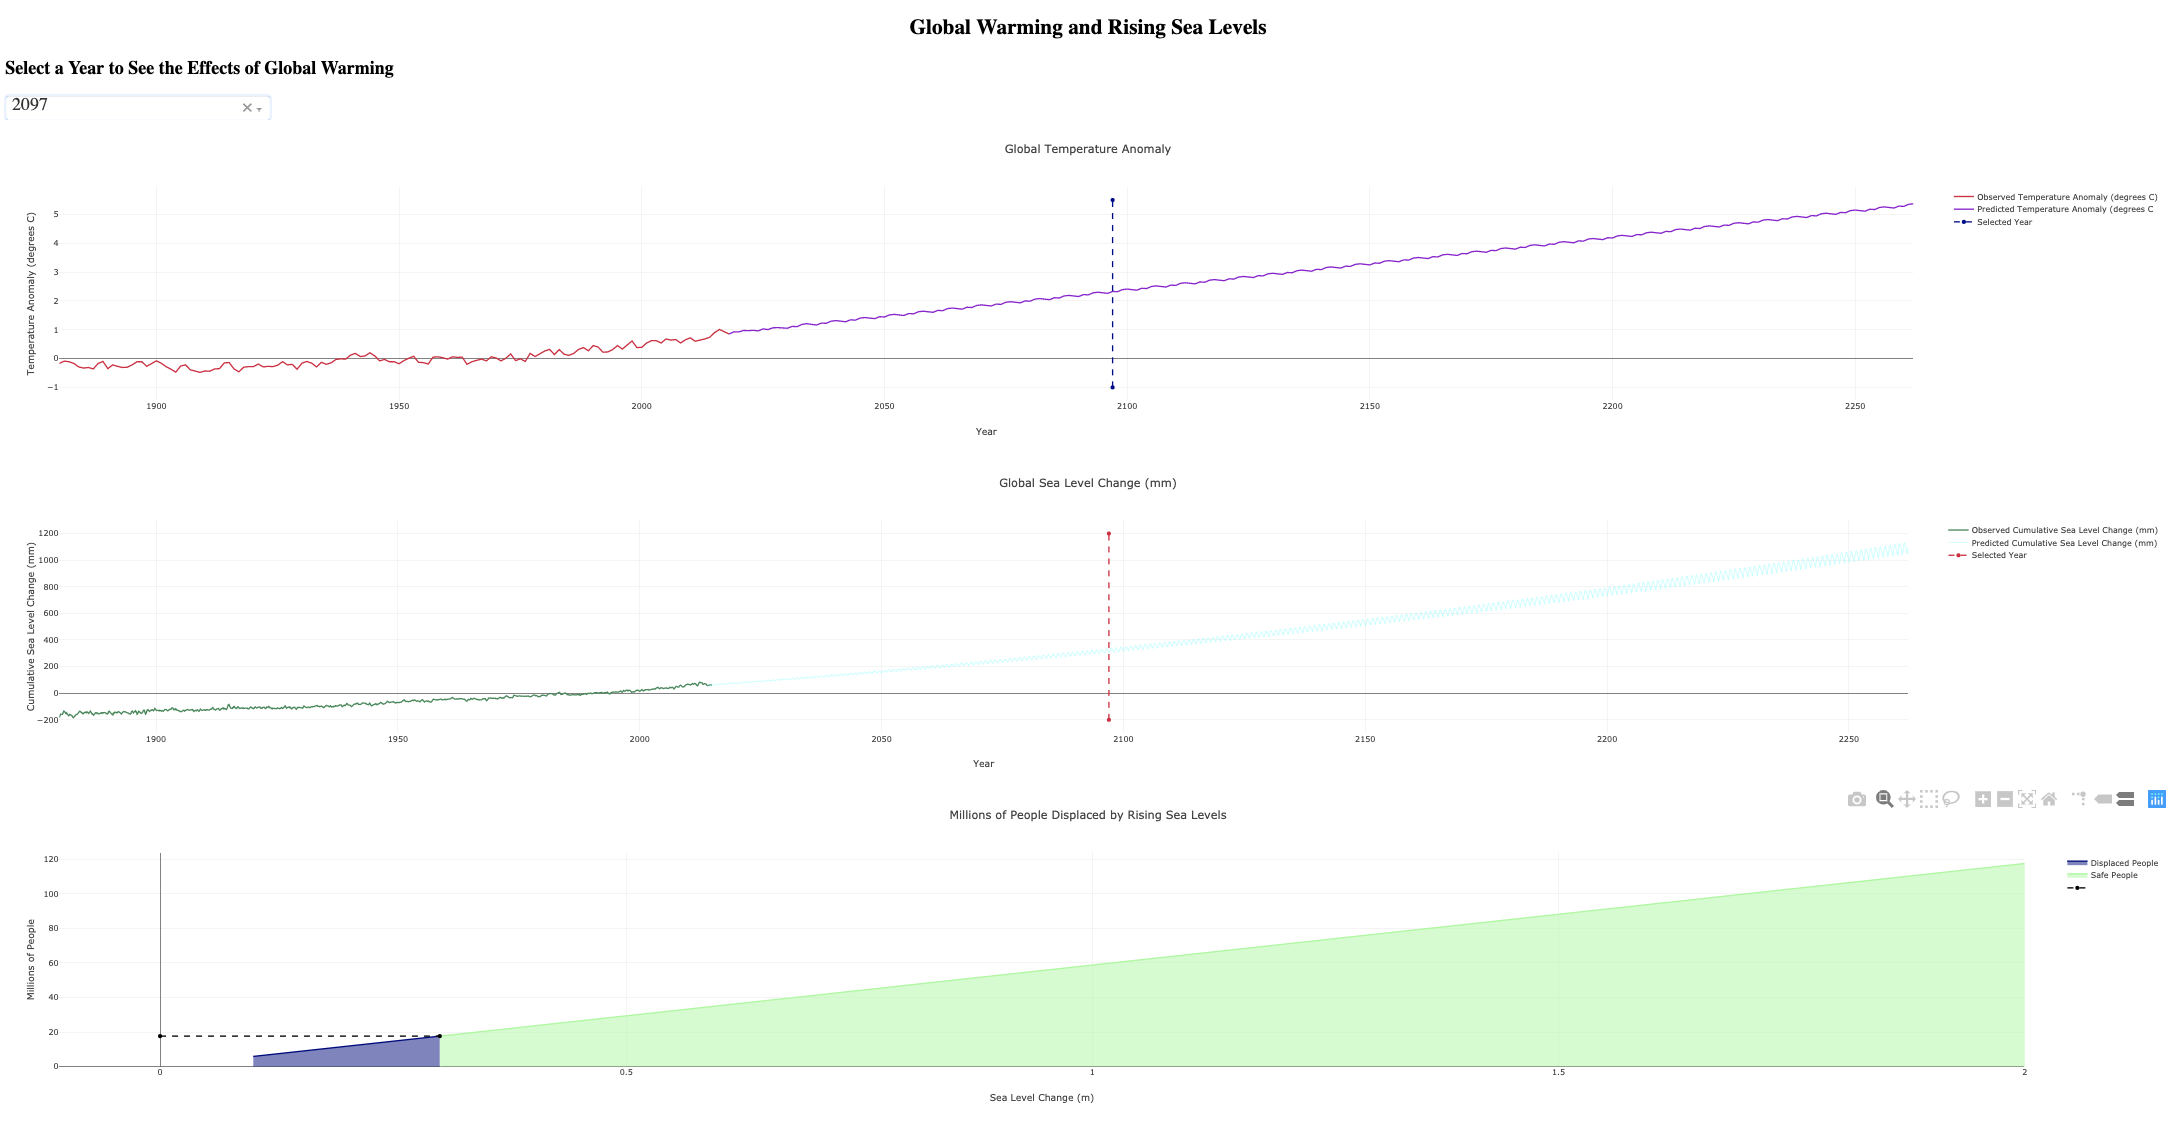 Global Warming and Rising Sea Levels
Select a Year to See the Effects of Global Warming
2097
Global Temperature Anomaly
Temperature Anomaly (degrees C)
5
4
3
2
1
0
−1
1900 1950 2000 2050 2100 2150 2200 2250
Year
Observed Temperature Anomaly (degrees C)
Predicted Temperature Anomaly (degrees C
Selected Year
Global Sea Level Change (mm)
Cumulative Sea Level Change (mm)
1200
1000
800
600
400
200
0
−200
1900 1950 2000 2050 2100 2150 2200 2250
Year
Observed Cumulative Sea Level Change (mm)
Predicted Cumulative Sea Level Change (mm)
Selected Year
Millions of People Displaced by Rising Sea Levels
Millions of People
120
100
80
60
40
20
0
0 0.5 1 1.5 2
Sea Level Change (m)
Displaced People
Safe People